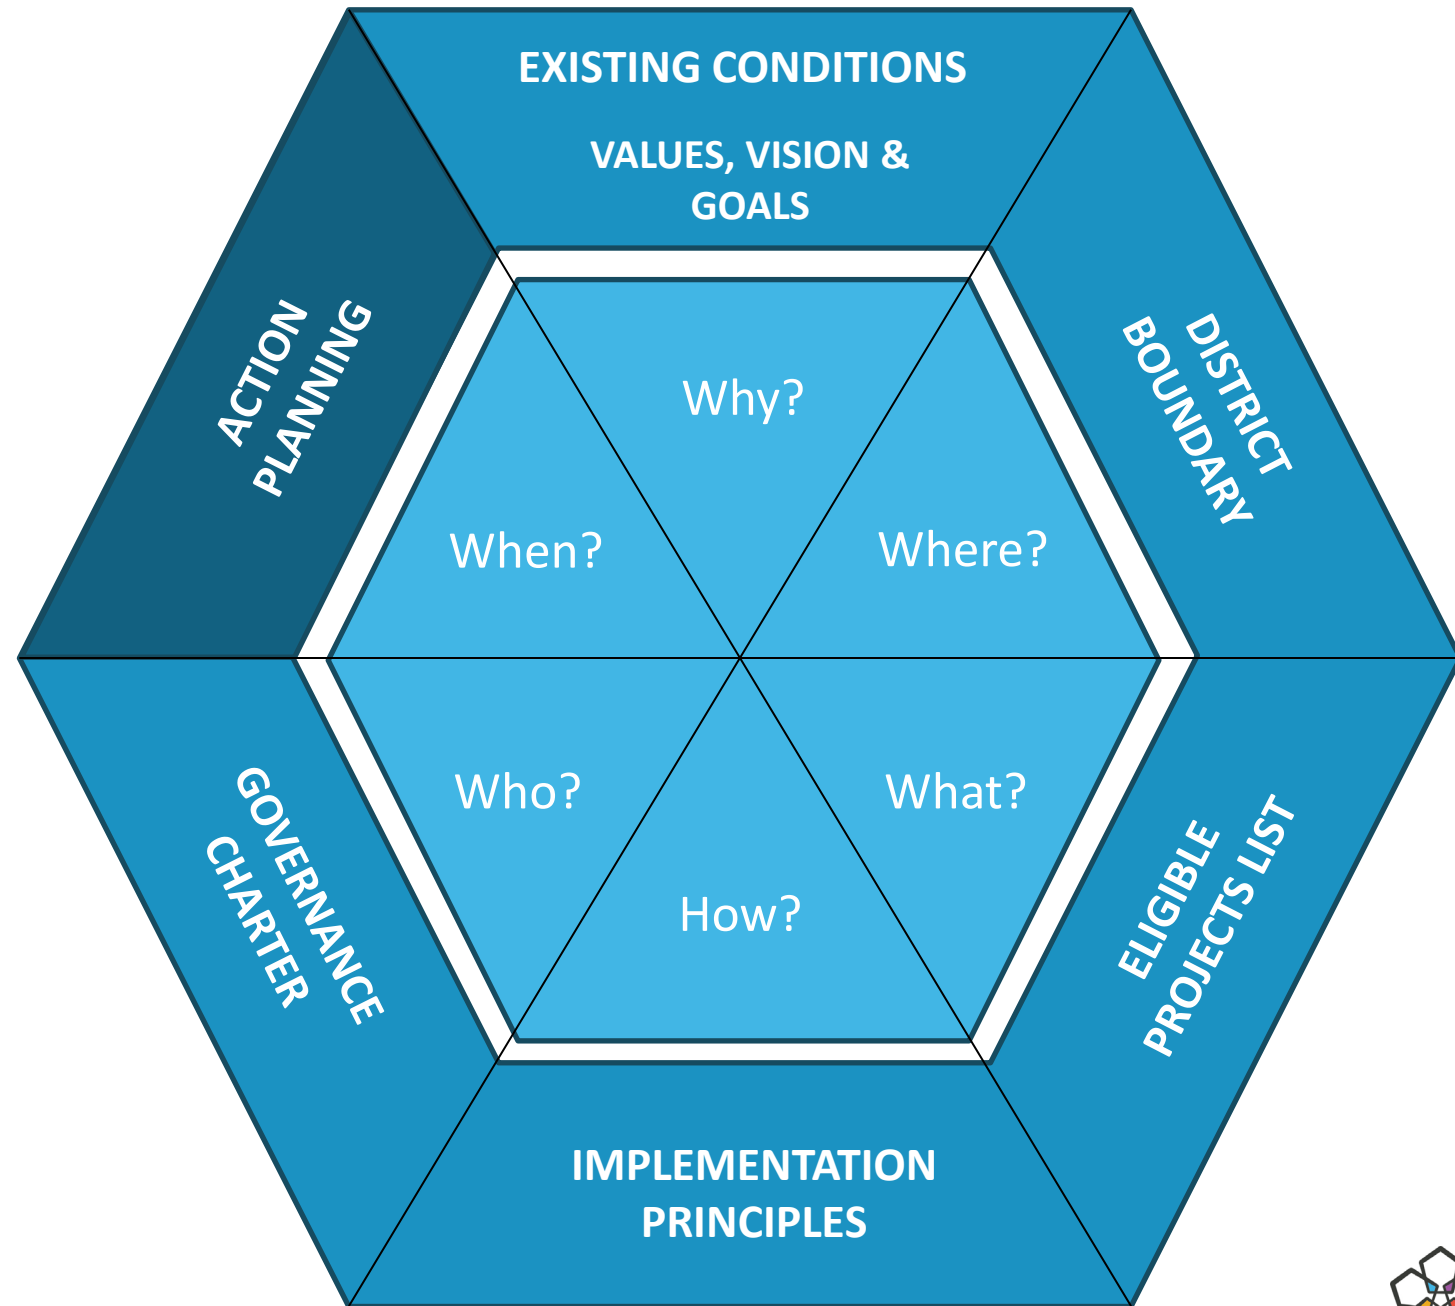 EXISTING CONDITIONS
VALUES, VISION &
GOALS
DISTRICT
BOUNDARY
ELIGIBLE
PROJECTS LIST
IMPLEMENTATION
PRINCIPLES
GOVERNANCE
CHARTER
ACTION
PLANNING
Why?
Where?
What?
How?
Who?
When?